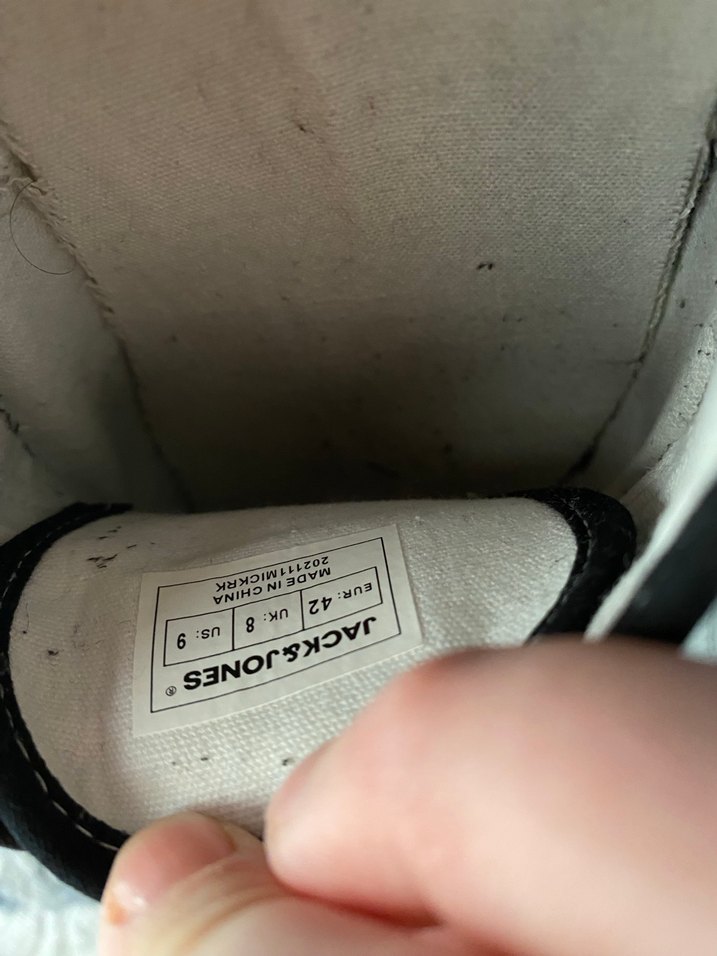 JACK&JONES®
EUR: 42 UK: 8 US: 9
MADE IN CHINA
202111MICKRK